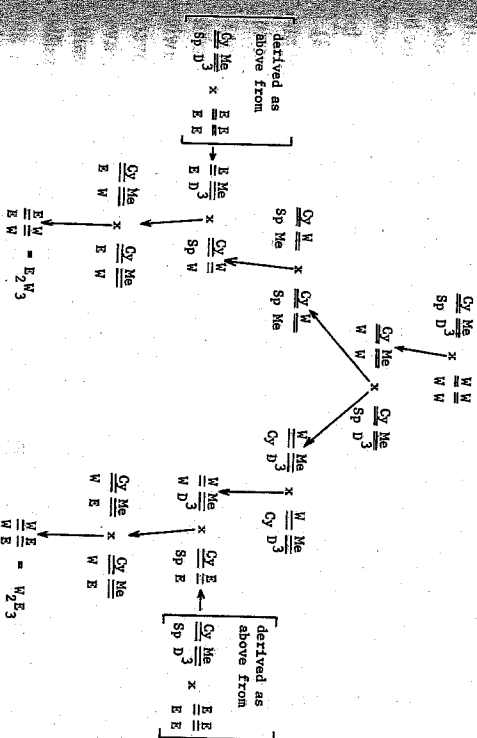 Cy Me W W
Sp D³ x W W
Cy Me x Cy Me
W W Sp D³
Cy W x Cy W W Me x W Me
Sp Me Sp Me Cy D³ Cy D³
derived as
above from
derived as
above from
Cy Me x E E E Me x Cy W W Me x Cy E Cy Me x E E
Sp D³ E E E D³ Sp W W D³ Sp E Sp D³ E E
Cy Me x Cy Me Cy Me x Cy Me
E W E W W E W E
E W = E₂W₃ W E = W₂E₃
E W W E